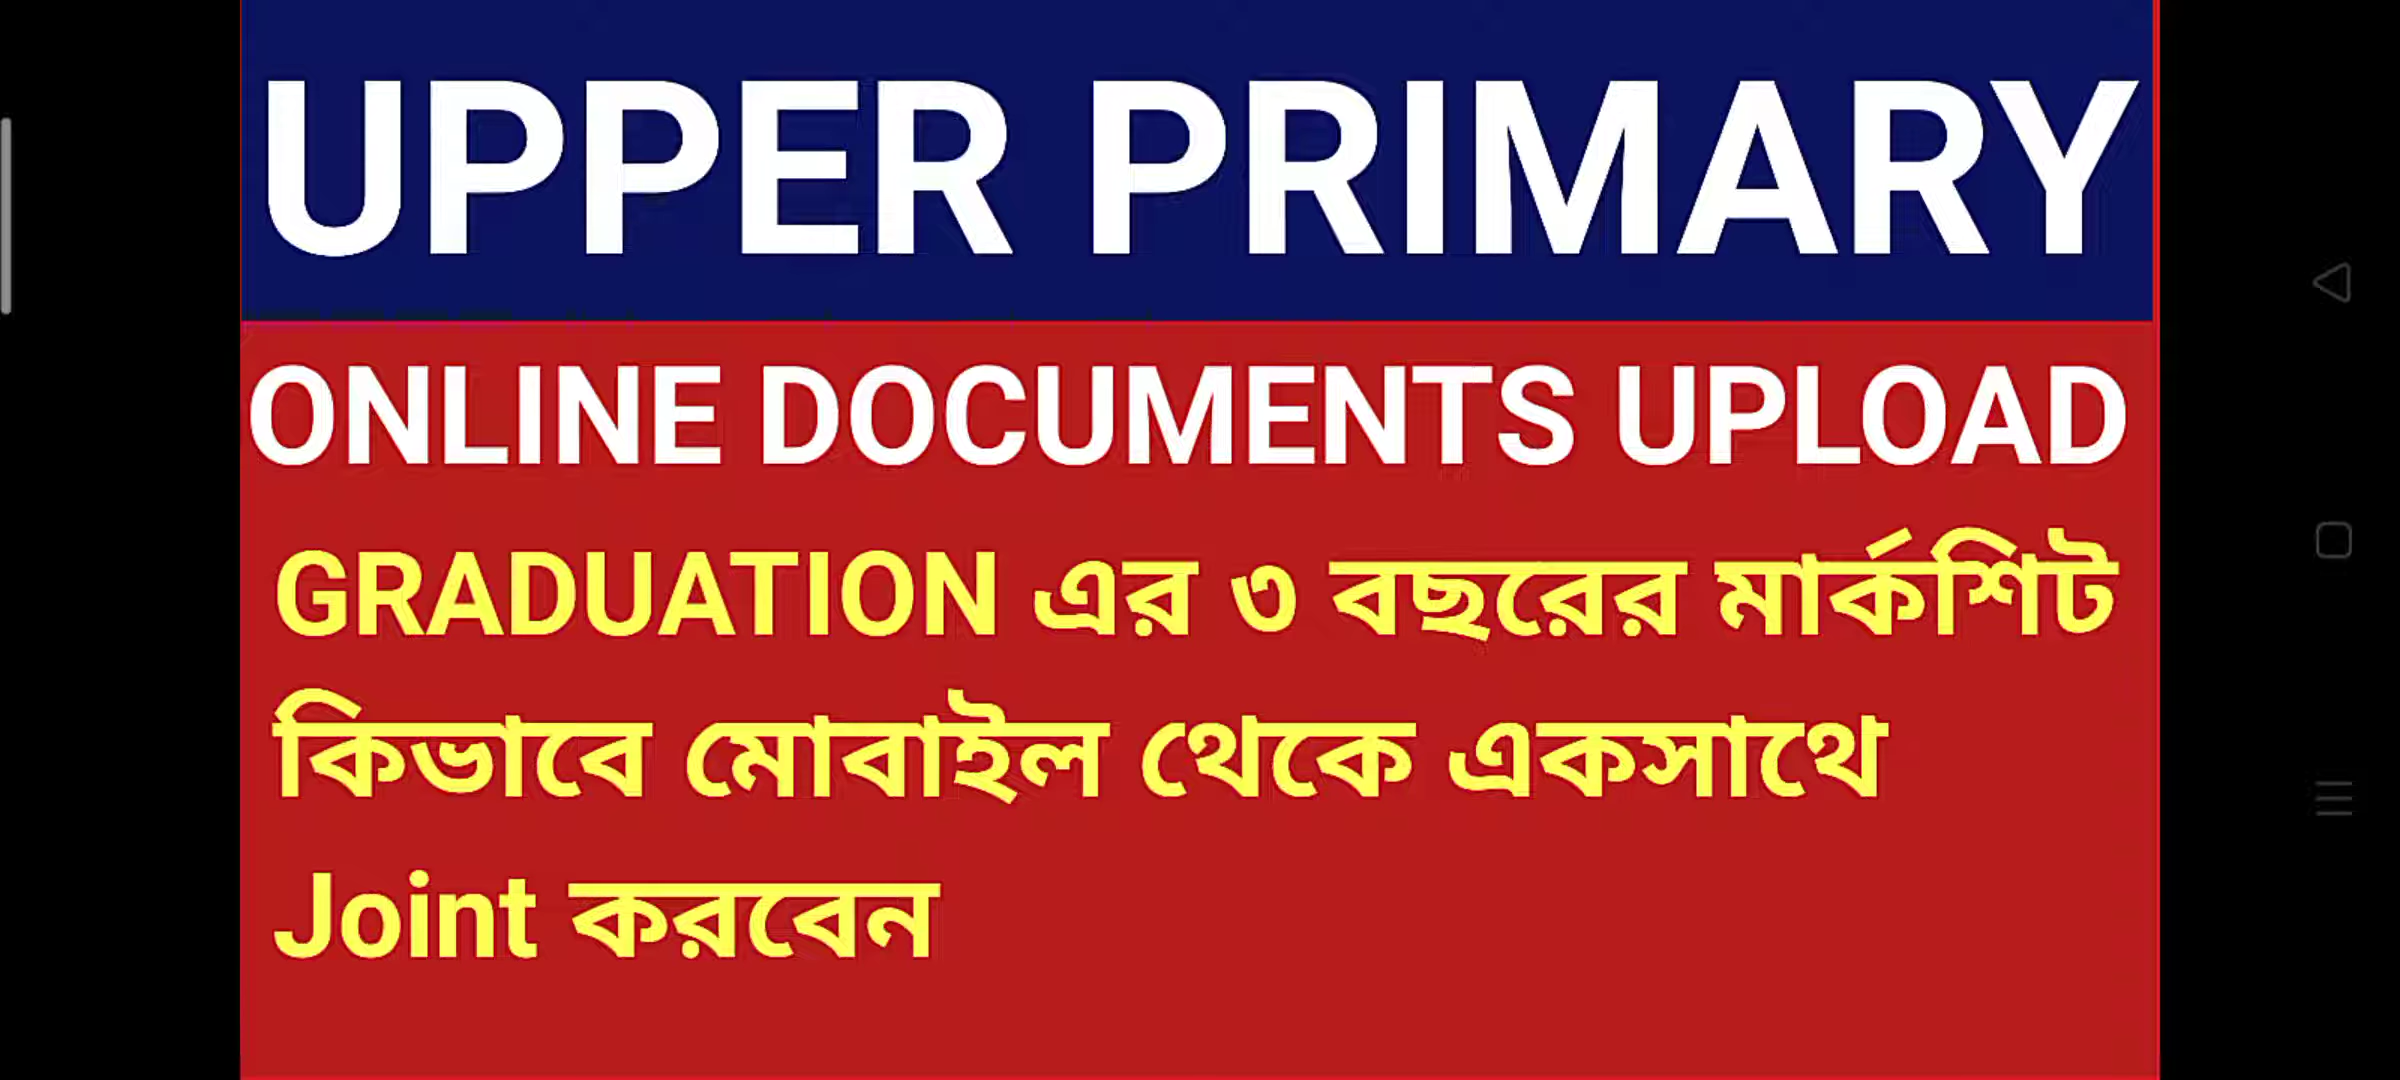 UPPER PRIMARY
ONLINE DOCUMENTS UPLOAD
GRADUATION এর ৩ বছরের মার্কশিট
কিভাবে মোবাইল থেকে একসাথে
Joint করবেন